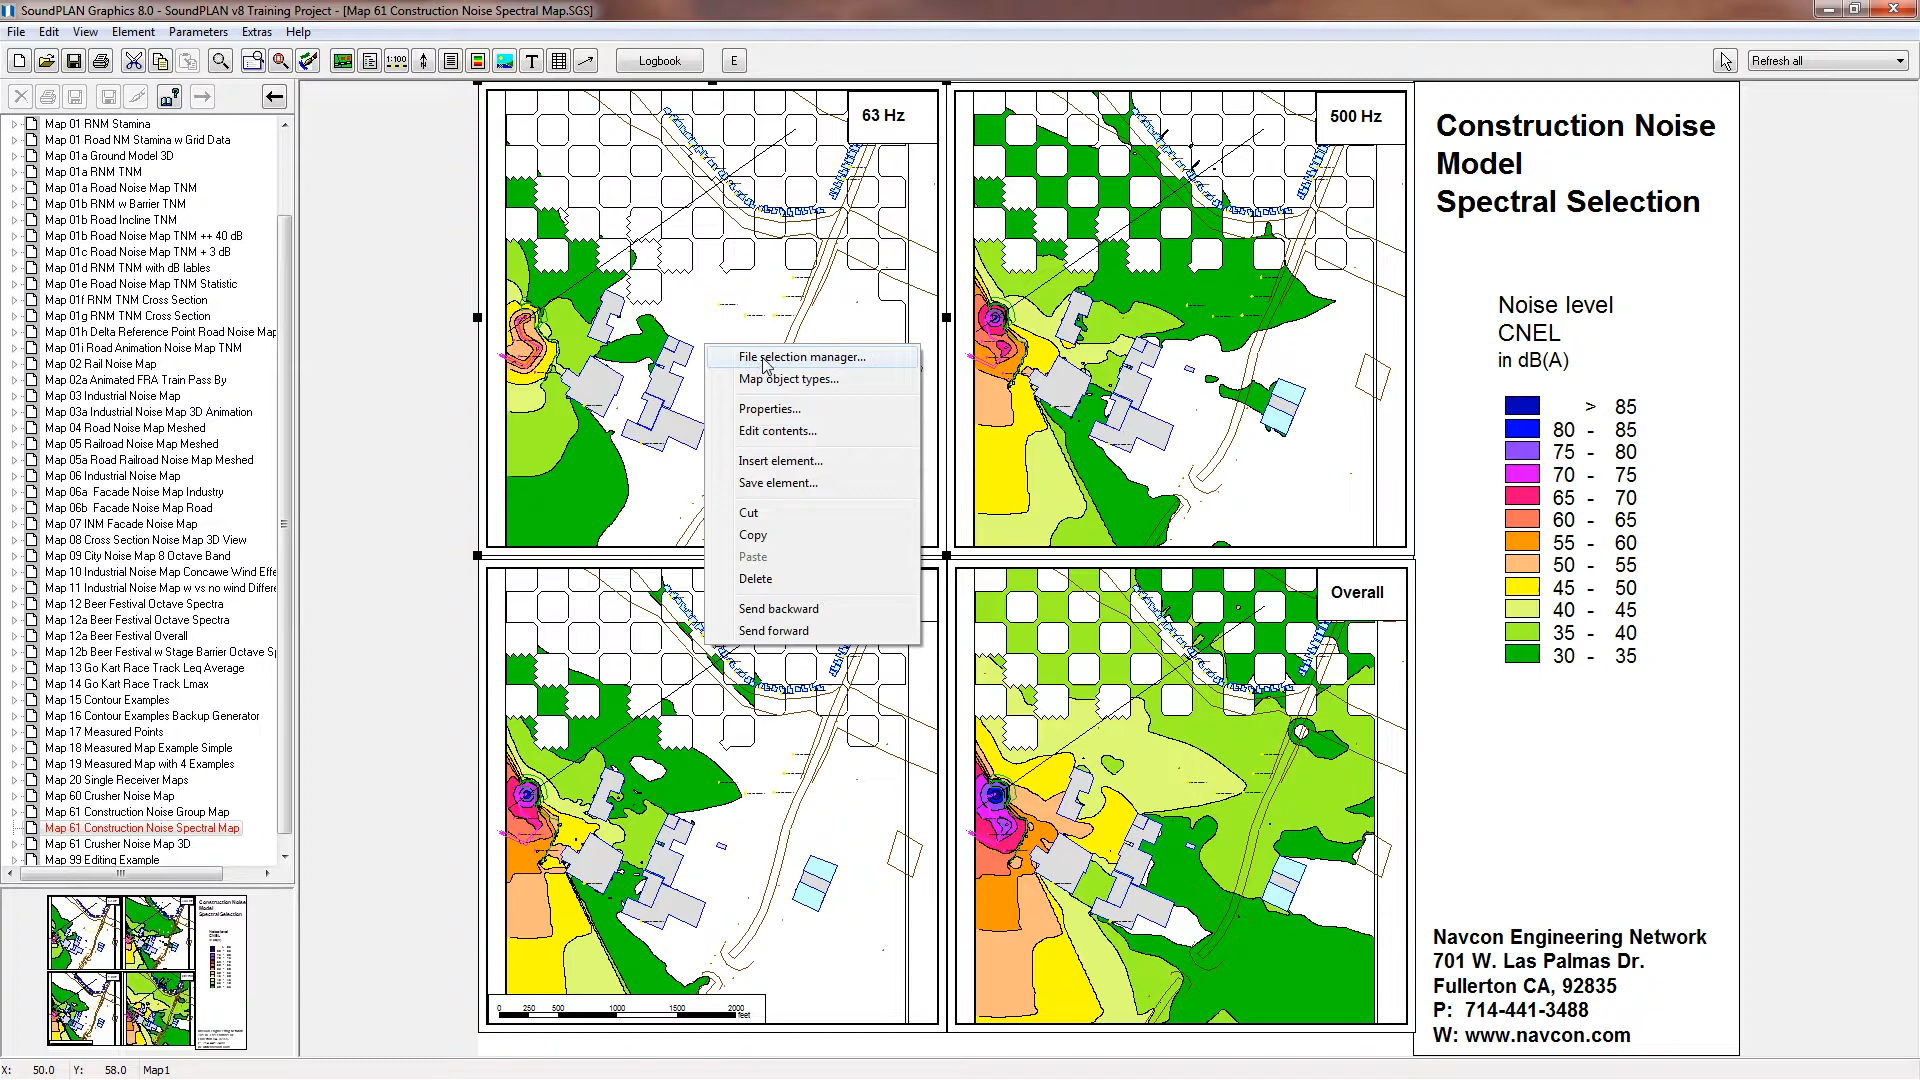 SoundPLAN Graphics 8.0 - SoundPLAN v8 Training Project - [Map 61 Construction Noise Spectral Map.SGS]
File Edit View Element Parameters Extras Help
1:100 T Logbook E Refresh all
Map 01 RNM Stamina
Map 01 Road NM Stamina w Grid Data
Map 01a Ground Model 3D
Map 01a RNM TNM
Map 01a Road Noise Map TNM
Map 01b RNM w Barrier TNM
Map 01b Road Incline TNM
Map 01b Road Noise Map TNM ++ 40 dB
Map 01c Road Noise Map TNM + 3 dB
Map 01d RNM TNM with dB lables
Map 01e Road Noise Map TNM Statistic
Map 01f RNM TNM Cross Section
Map 01g RNM TNM Cross Section
Map 01h Delta Reference Point Road Noise Map
Map 01i Road Animation Noise Map TNM
Map 02 Rail Noise Map
Map 02a Animated FRA Train Pass By
Map 03 Industrial Noise Map
Map 03a Industrial Noise Map 3D Animation
Map 04 Road Noise Map Meshed
Map 05 Railroad Noise Map Meshed
Map 05a Road Railroad Noise Map Meshed
Map 06 Industrial Noise Map
Map 06a Facade Noise Map Industry
Map 06b Facade Noise Map Road
Map 07 INM Facade Noise Map
Map 08 Cross Section Noise Map 3D View
Map 09 City Noise Map 8 Octave Band
Map 10 Industrial Noise Map Concawe Wind Effe
Map 11 Industrial Noise Map w vs no wind Differe
Map 12 Beer Festival Octave Spectra
Map 12a Beer Festival Octave Spectra
Map 12a Beer Festival Overall
Map 12b Beer Festival w Stage Barrier Octave Sp
Map 13 Go Kart Race Track Leq Average
Map 14 Go Kart Race Track Lmax
Map 15 Contour Examples
Map 16 Contour Examples Backup Generator
Map 17 Measured Points
Map 18 Measured Map Example Simple
Map 19 Measured Map with 4 Examples
Map 20 Single Receiver Maps
Map 60 Crusher Noise Map
Map 61 Construction Noise Group Map
Map 61 Construction Noise Spectral Map
Map 61 Crusher Noise Map 3D
Map 99 Editing Example
63 Hz
500 Hz
File selection manager...
Map object types...
Properties...
Edit contents...
Insert element...
Save element...
Cut
Copy
Paste
Delete
Send backward
Send forward
Overall
0 250 500 1000 1500 2000
feet
Construction Noise
Model
Spectral Selection
Noise level
CNEL
in dB(A)
> 85
80 - 85
75 - 80
70 - 75
65 - 70
60 - 65
55 - 60
50 - 55
45 - 50
40 - 45
35 - 40
30 - 35
Navcon Engineering Network
701 W. Las Palmas Dr.
Fullerton CA, 92835
P: 714-441-3488
W: www.navcon.com
Construction Noise
Model
Spectral Selection
X: 50.0 Y: 58.0 Map1